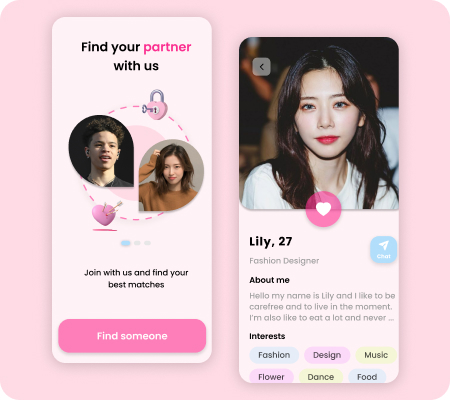 Find your partner
with us
Join with us and find your
best matches
Find someone
Lily, 27
Fashion Designer
Chat
About me
Hello my name is Lily and I like to be
carefree and to live in the moment.
I'm also like to eat a lot and never ...
Interests
Fashion
Design
Music
Flower
Dance
Food